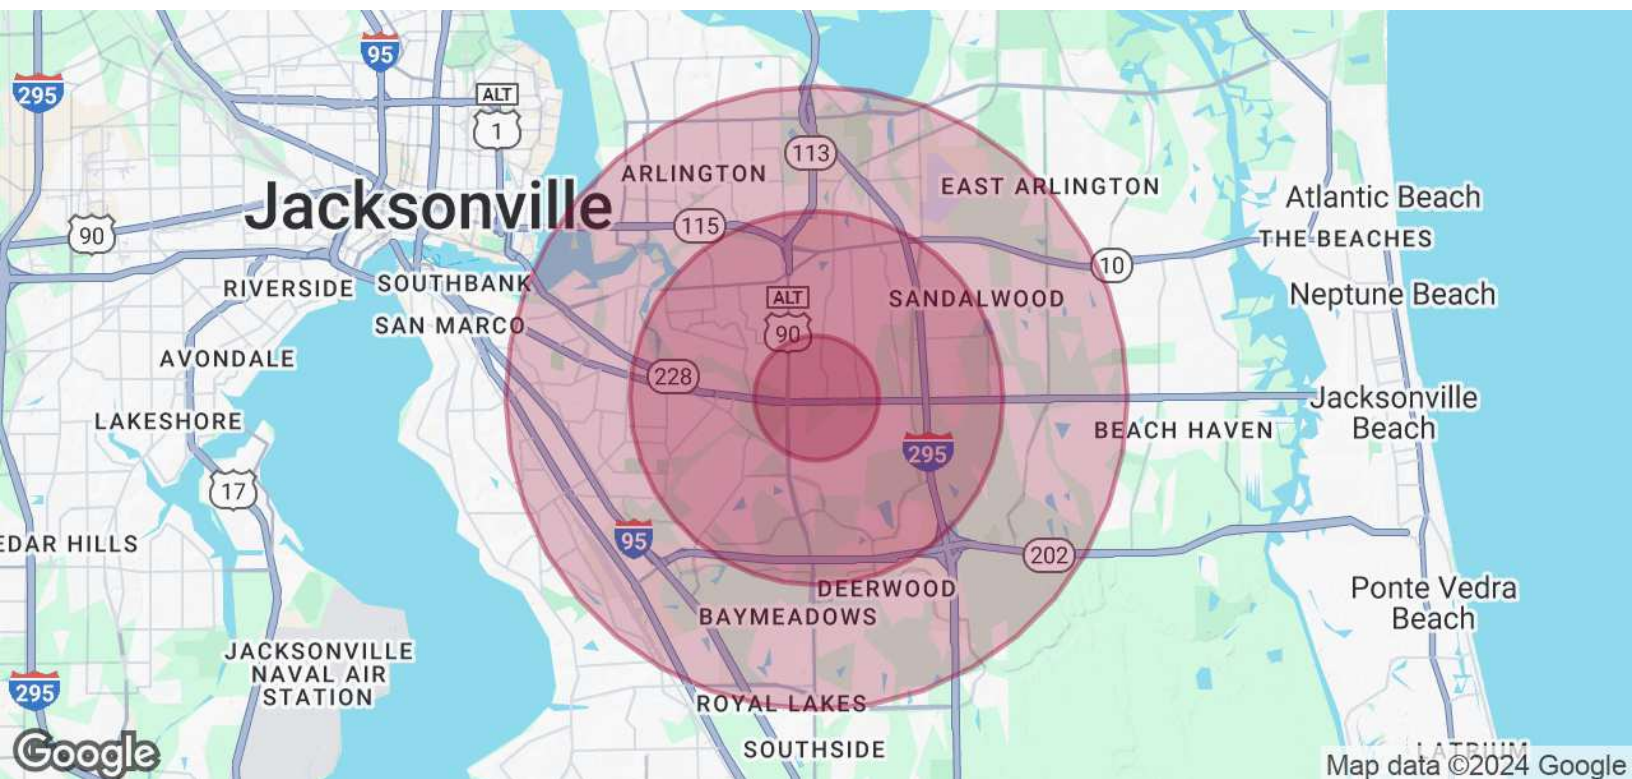 95
295
ALT
1
113
ARLINGTON
EAST ARLINGTON
Jacksonville
Atlantic Beach
115
90
THE BEACHES
10
RIVERSIDE
SOUTHBANK
ALT
90
SANDALWOOD
Neptune Beach
SAN MARCO
AVONDALE
228
LAKESHORE
Jacksonville
Beach
BEACH HAVEN
295
17
EDAR HILLS
95
202
DEERWOOD
BAYMEADOWS
Ponte Vedra
Beach
JACKSONVILLE
NAVAL AIR
STATION
295
ROYAL LAKES
SOUTHSIDE
LATRIUM
Google
Map data ©2024 Google